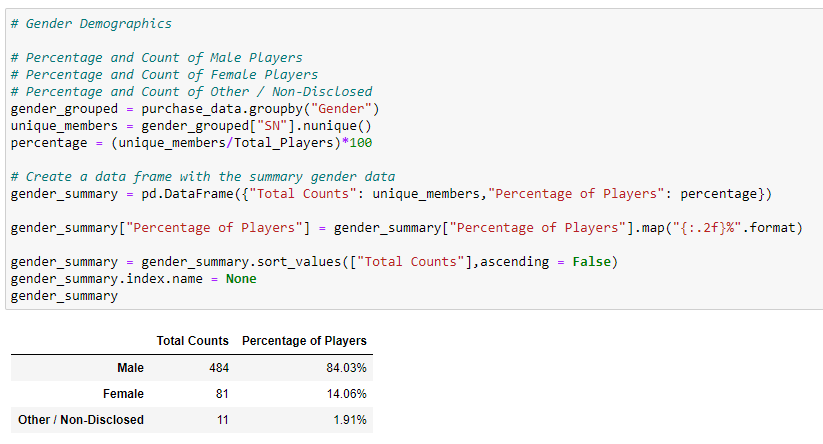 # Gender Demographics
# Percentage and Count of Male Players
# Percentage and Count of Female Players
# Percentage and Count of Other / Non-Disclosed
gender_grouped = purchase_data.groupby("Gender")
unique_members = gender_grouped["SN"].nunique()
percentage = (unique_members/Total_Players)*100
# Create a data frame with the summary gender data
gender_summary = pd.DataFrame({"Total Counts": unique_members,"Percentage of Players": percentage})
gender_summary["Percentage of Players"] = gender_summary["Percentage of Players"].map("{:.2f}%".format)
gender_summary = gender_summary.sort_values(["Total Counts"],ascending = False)
gender_summary.index.name = None
gender_summary
Total Counts Percentage of Players
Male 484 84.03%
Female 81 14.06%
Other / Non-Disclosed 11 1.91%